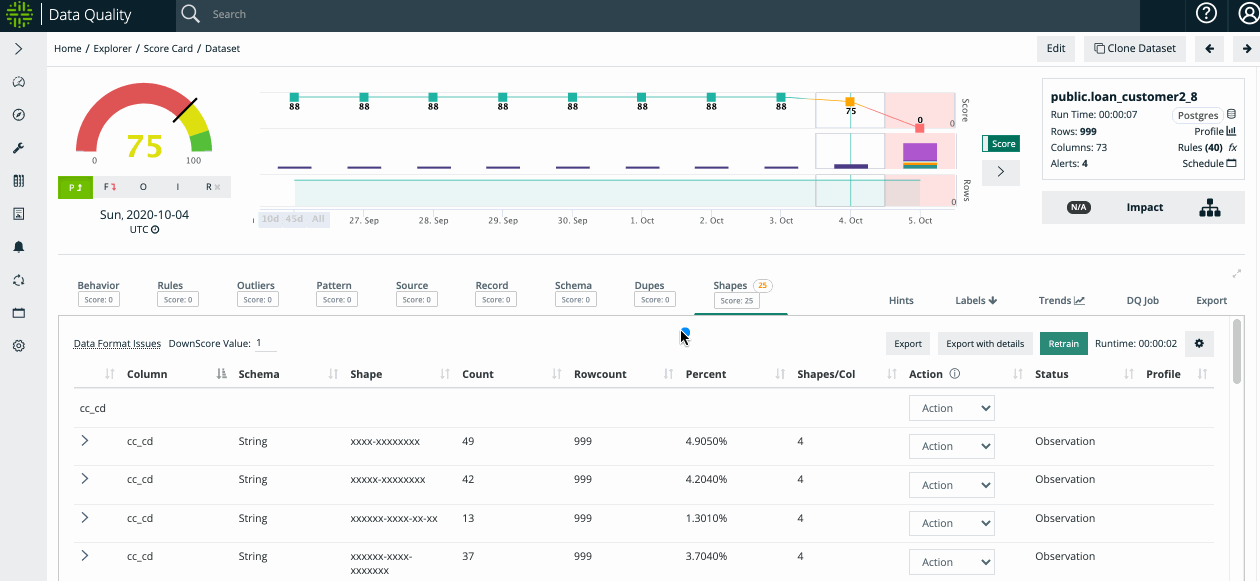 Data Quality
Search
Home / Explorer / Score Card / Dataset
Edit
Clone Dataset
75
0
100
P
F
O
I
R
Sun, 2020-10-04
UTC
88
88
88
88
88
88
88
88
75
0
0
Score
0
Rows
10d 45d All
27. Sep
28. Sep
29. Sep
30. Sep
1. Oct
2. Oct
3. Oct
4. Oct
5. Oct
Score
public.loan_customer2_8
Run Time: 00:00:07
Postgres
Rows: 999
Profile
Columns: 73
Rules (40) fx
Alerts: 4
Schedule
N/A
Impact
Behavior
Score: 0
Rules
Score: 0
Outliers
Score: 0
Pattern
Score: 0
Source
Score: 0
Record
Score: 0
Schema
Score: 0
Dupes
Score: 0
Shapes 25
Score: 25
Hints
Labels
Trends
DQ Job
Export
Data Format Issues DownScore Value: 1
Export
Export with details
Retrain
Runtime: 00:00:02
Column Schema Shape Count Rowcount Percent Shapes/Col Action Status Profile
cc_cd Action
cc_cd String xxxx-xxxxxxxx 49 999 4.9050% 4 Action Observation
cc_cd String xxxxx-xxxxxxxx 42 999 4.2040% 4 Action Observation
cc_cd String xxxxxx-xxxx-xx-xx 13 999 1.3010% 4 Action Observation
cc_cd String xxxxxx-xxxx- 37 999 3.7040% 4 Action Observation
xxxxxxx